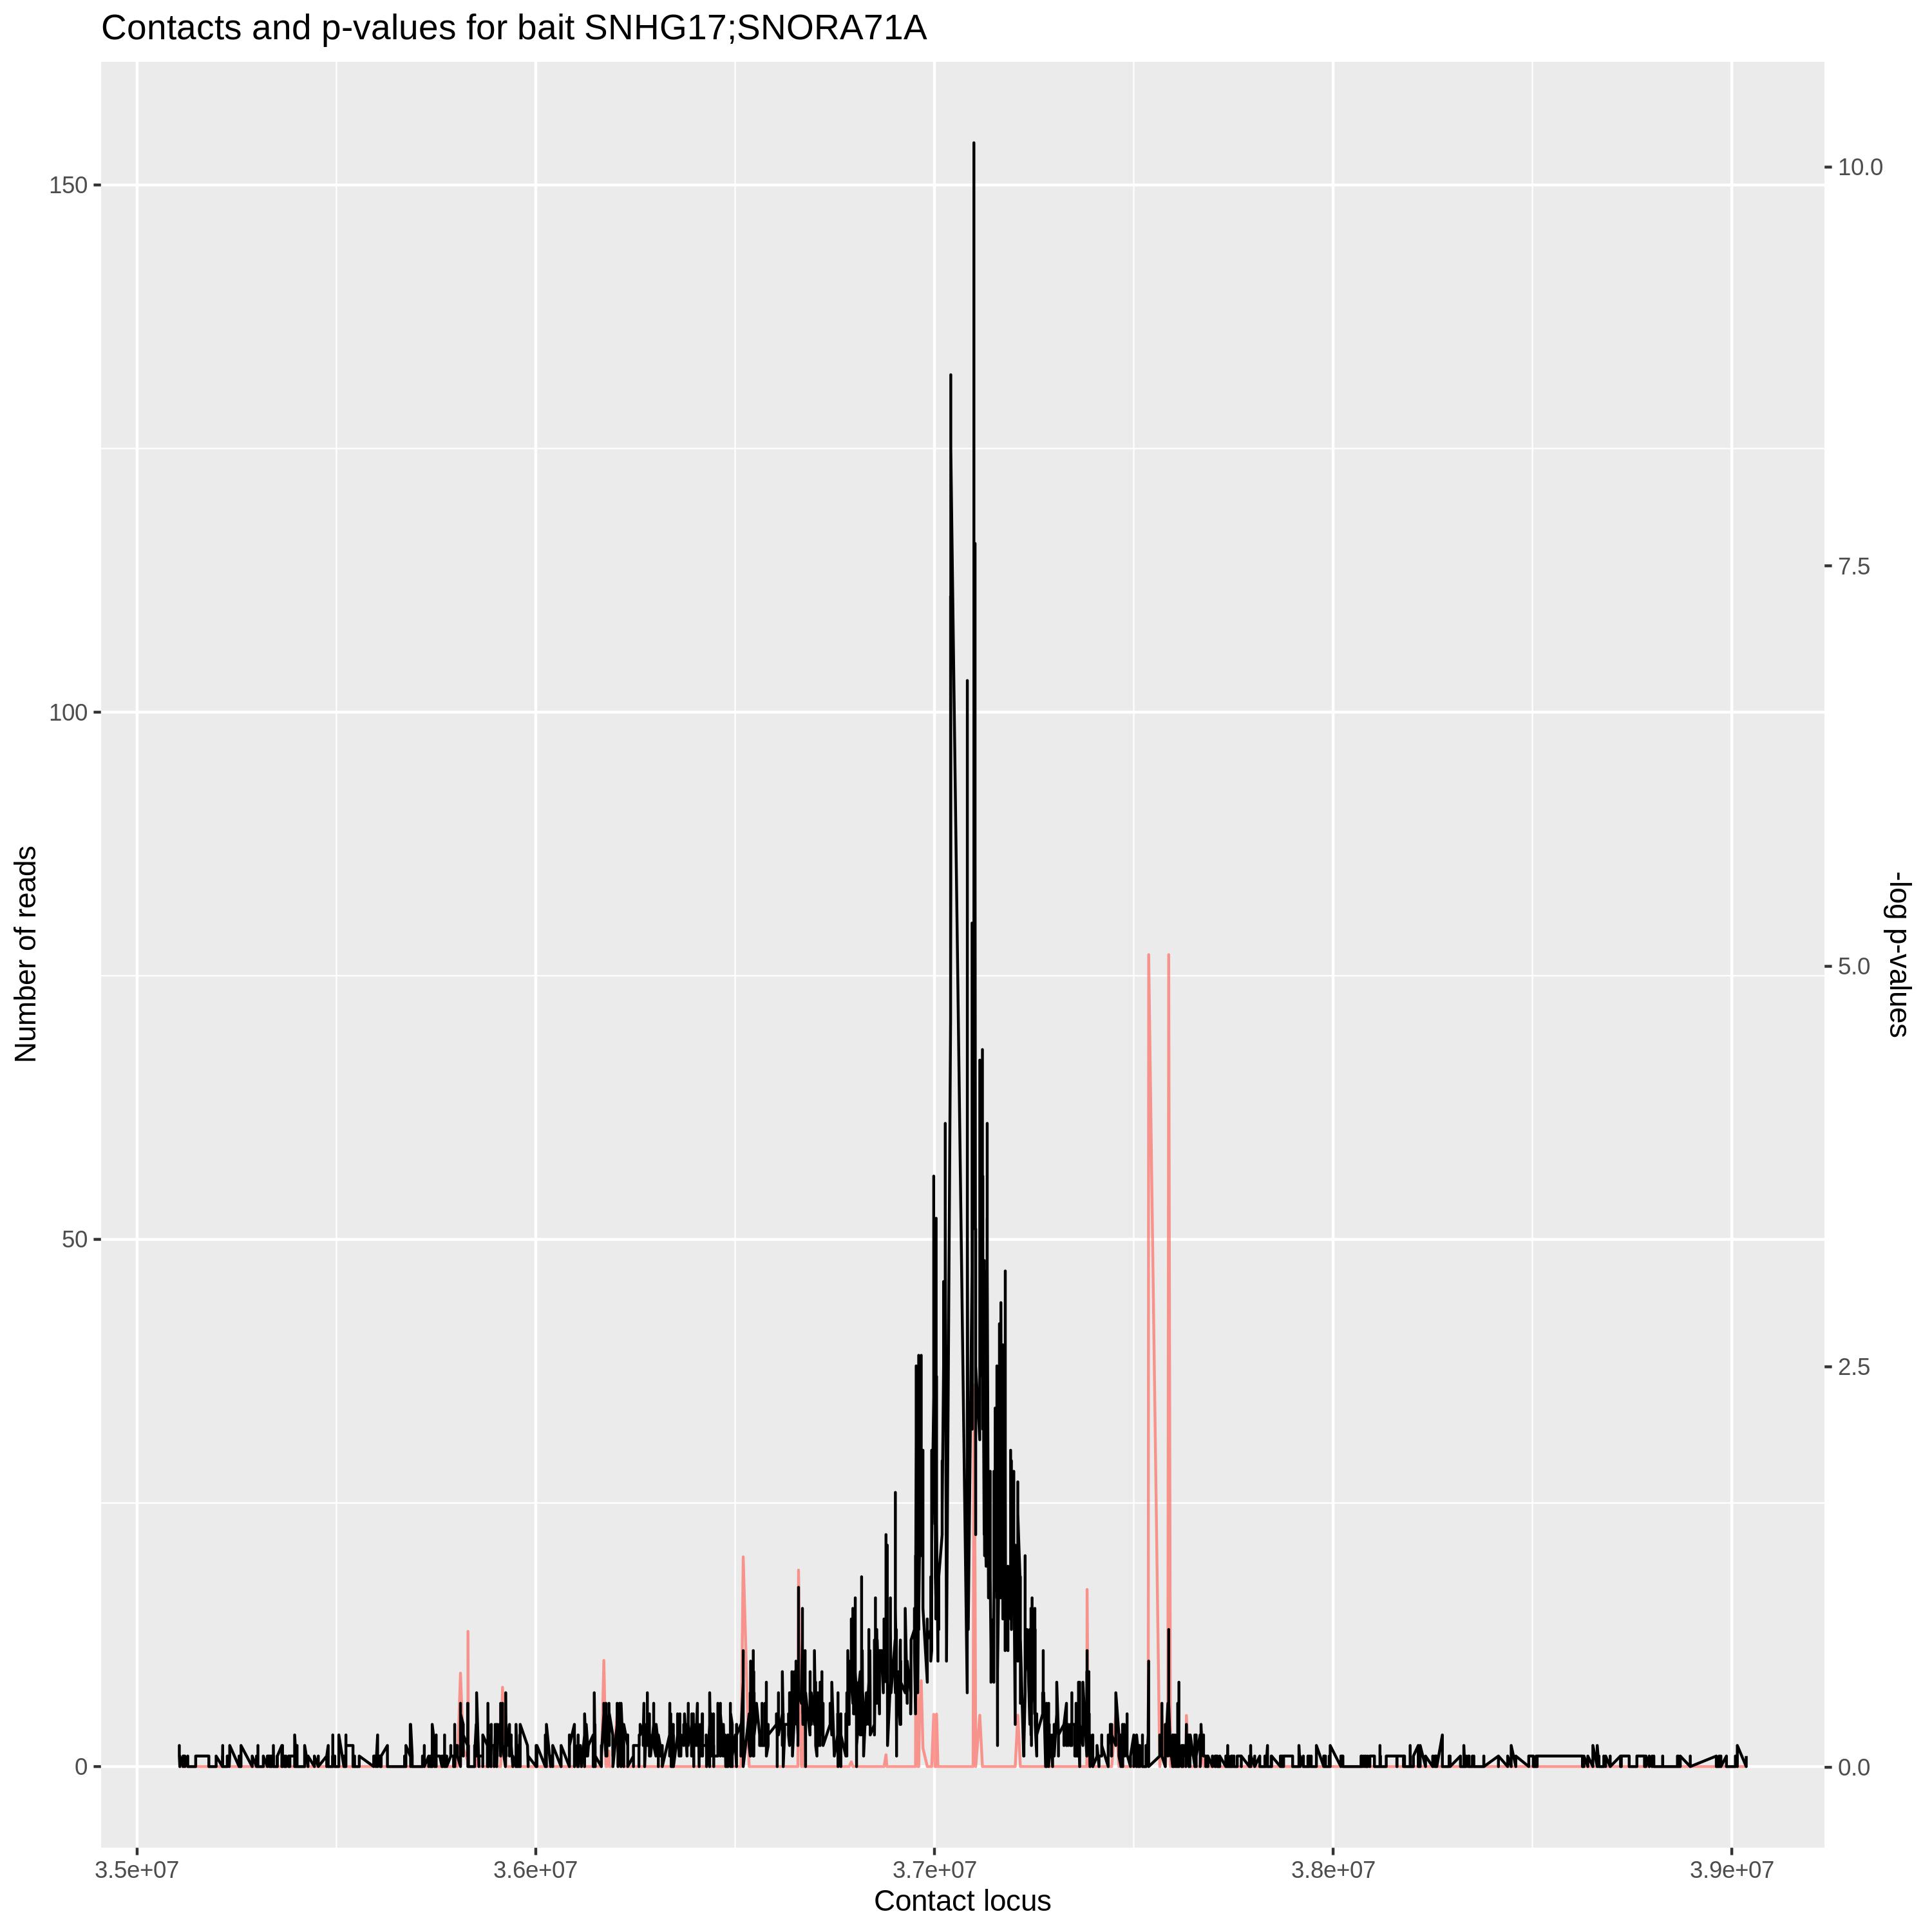 Contacts and p-values for bait SNHG17;SNORA71A
150
100
50
0
Number of reads
10.0
7.5
5.0
2.5
0.0
-log p-values
3.5e+07
3.6e+07
3.7e+07
3.8e+07
3.9e+07
Contact locus